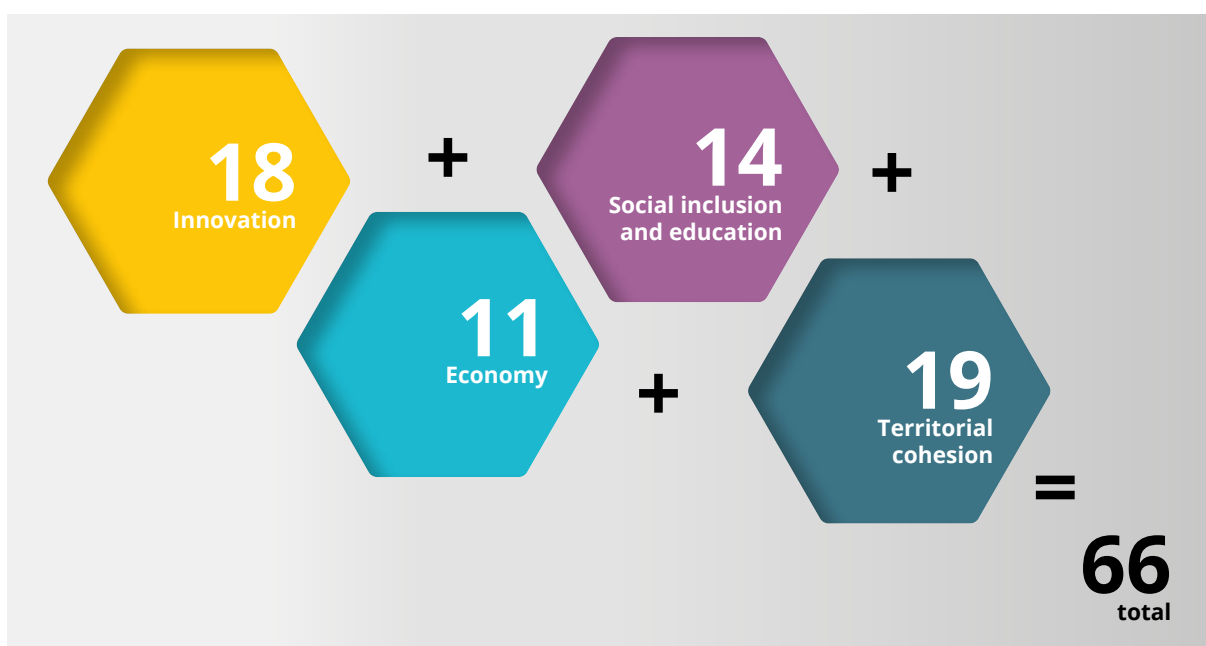 18
Innovation
+
11
Economy
+
14
Social inclusion
and education
+
19
Territorial
cohesion
=
66
total